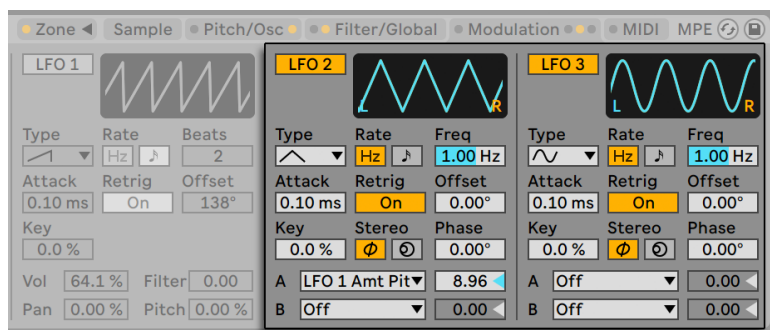 Zone Sample Pitch/Osc Filter/Global Modulation MIDI MPE
LFO 1
Type Rate Beats
Hz 2
Attack Retrig Offset
0.10 ms On 138°
Key
0.0 %
Vol 64.1 % Filter 0.00
Pan 0.00 % Pitch 0.00 %
LFO 2
L R
Type Rate Freq
Hz 1.00 Hz
Attack Retrig Offset
0.10 ms On 0.00°
Key Stereo Phase
0.0 % 0.00°
A LFO 1 Amt Pit 8.96
B Off 0.00
LFO 3
L R
Type Rate Freq
Hz 1.00 Hz
Attack Retrig Offset
0.10 ms On 0.00°
Key Stereo Phase
0.0 % 0.00°
A Off 0.00
B Off 0.00